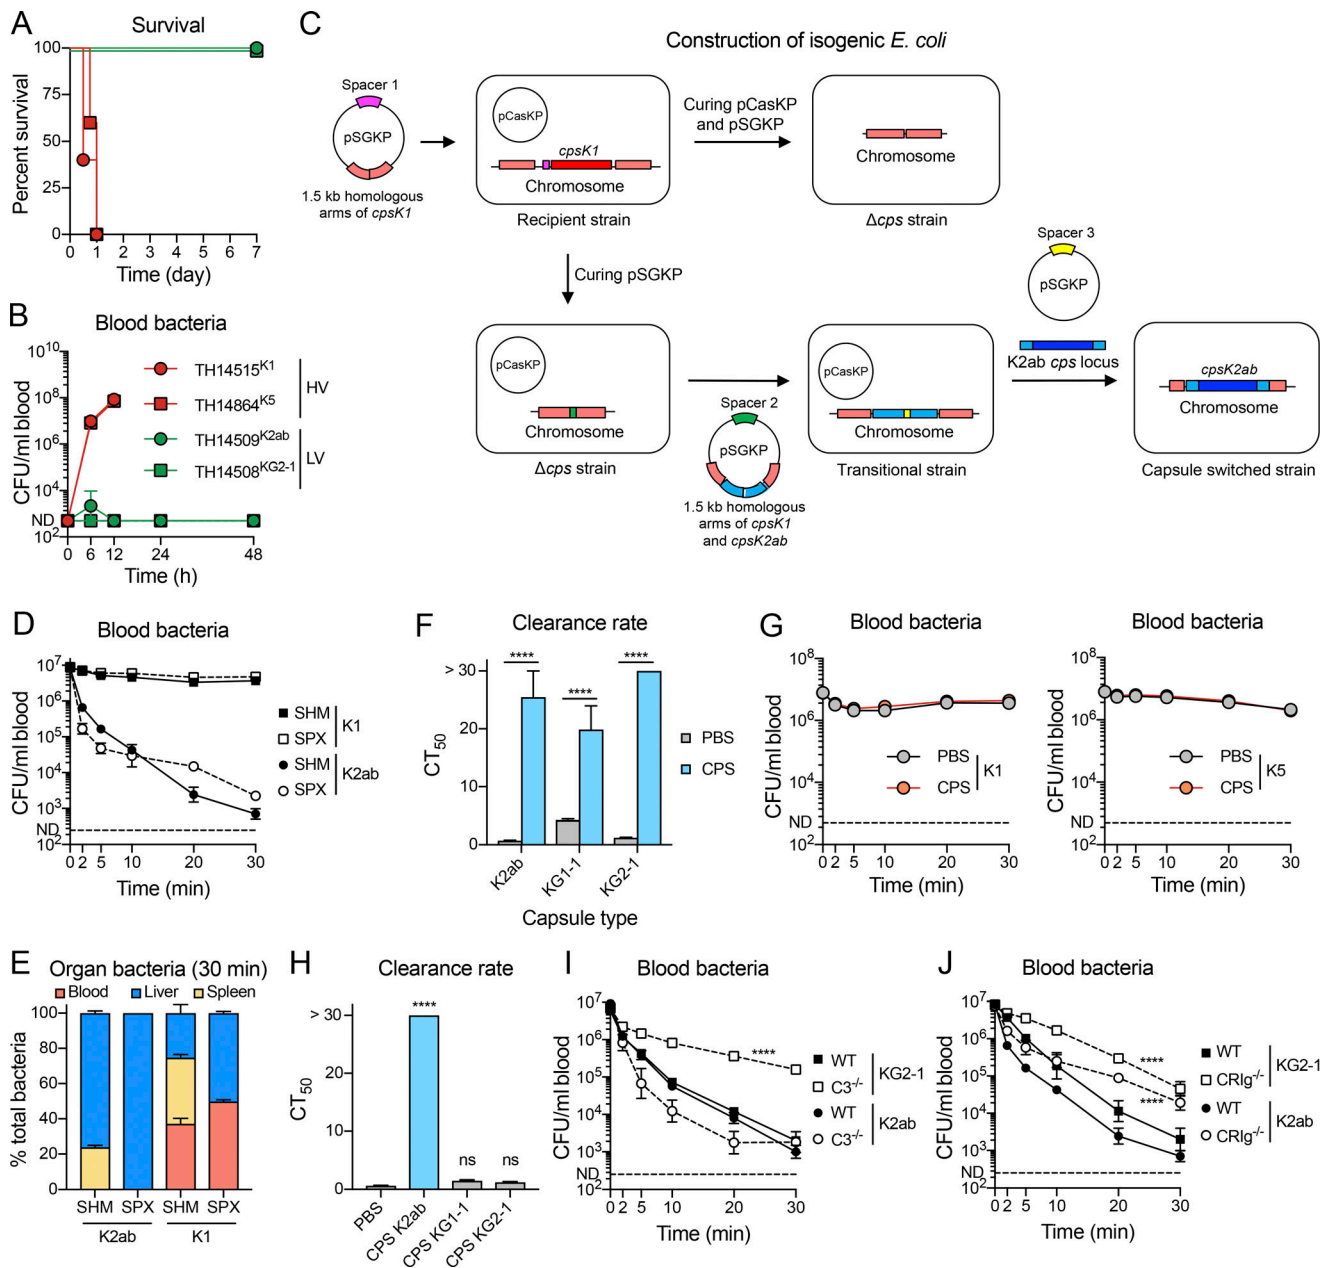 A
Survival
Percent survival
100
75
50
25
0
0 1 2 3 4 5 6 7
Time (day)
B
Blood bacteria
CFU/ml blood
10^10
10^8
10^6
10^4
ND
10^2
0 6 12 24 48
Time (h)
TH14515^K1
TH14864^K5
HV
TH14509^K2ab
TH14508^KG2-1
LV
C
Construction of isogenic E. coli
Spacer 1
pSGKP
1.5 kb homologous
arms of cpsK1
pCasKP
cpsK1
Chromosome
Recipient strain
Curing pCasKP
and pSGKP
Chromosome
Δcps strain
Curing pSGKP
pCasKP
Chromosome
Δcps strain
Spacer 2
pSGKP
1.5 kb homologous
arms of cpsK1
and cpsK2ab
pCasKP
Chromosome
Transitional strain
Spacer 3
pSGKP
K2ab cps locus
cpsK2ab
Chromosome
Capsule switched strain
D
Blood bacteria
CFU/ml blood
10^7
10^6
10^5
10^4
10^3
ND
10^2
0 2 5 10 20 30
Time (min)
SHM
SPX
K1
SHM
SPX
K2ab
E
Organ bacteria (30 min)
Blood Liver Spleen
% total bacteria
100
80
60
40
20
0
SHM SPX SHM SPX
K2ab K1
F
Clearance rate
CT50
> 30
20
10
0
**** **** ****
PBS
CPS
K2ab KG1-1 KG2-1
Capsule type
G
Blood bacteria
CFU/ml blood
10^8
10^6
10^4
ND
10^2
0 2 5 10 20 30
Time (min)
PBS
CPS
K1
Blood bacteria
CFU/ml blood
10^8
10^6
10^4
ND
10^2
0 2 5 10 20 30
Time (min)
PBS
CPS
K5
H
Clearance rate
CT50
> 30
20
10
0
**** ns ns
PBS CPS K2ab CPS KG1-1 CPS KG2-1
I
Blood bacteria
CFU/ml blood
10^7
10^6
10^5
10^4
10^3
ND
10^2
0 2 5 10 20 30
Time (min)
****
WT
C3^-/-
KG2-1
WT
C3^-/-
K2ab
J
Blood bacteria
CFU/ml blood
10^7
10^6
10^5
10^4
10^3
ND
10^2
0 2 5 10 20 30
Time (min)
****
****
WT
CRIg^-/-
KG2-1
WT
CRIg^-/-
K2ab